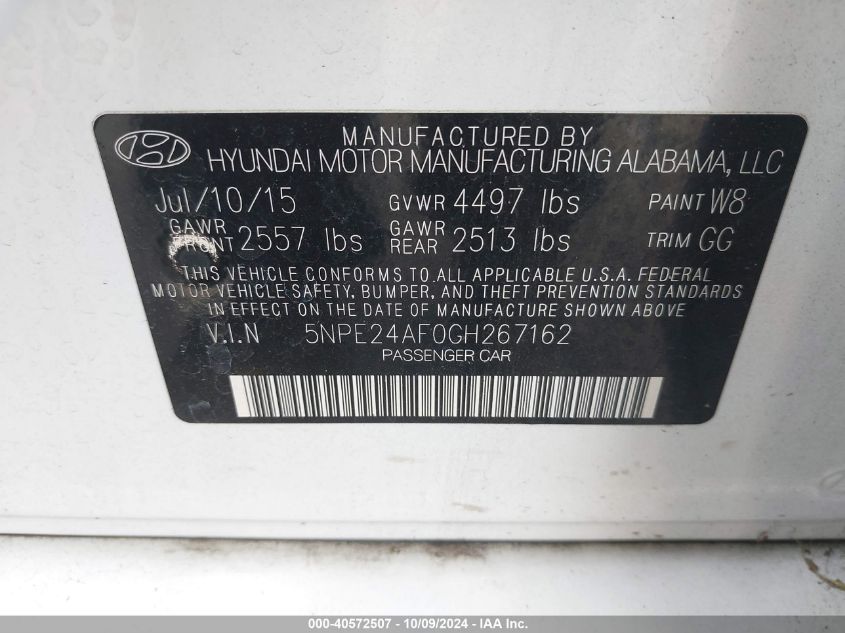 MANUFACTURED BY
HYUNDAI MOTOR MANUFACTURING ALABAMA, LLC
Jul/10/15 GVWR 4497 lbs PAINT W8
GAWR FRONT 2557 lbs GAWR REAR 2513 lbs TRIM GG
THIS VEHICLE CONFORMS TO ALL APPLICABLE U.S.A. FEDERAL
MOTOR VEHICLE SAFETY, BUMPER, AND THEFT PREVENTION STANDARDS
IN EFFECT ON THE DATE OF MANUFACTURE SHOWN ABOVE
V.I.N 5NPE24AF0GH267162
PASSENGER CAR
000-40572507 - 10/09/2024 - IAA Inc.